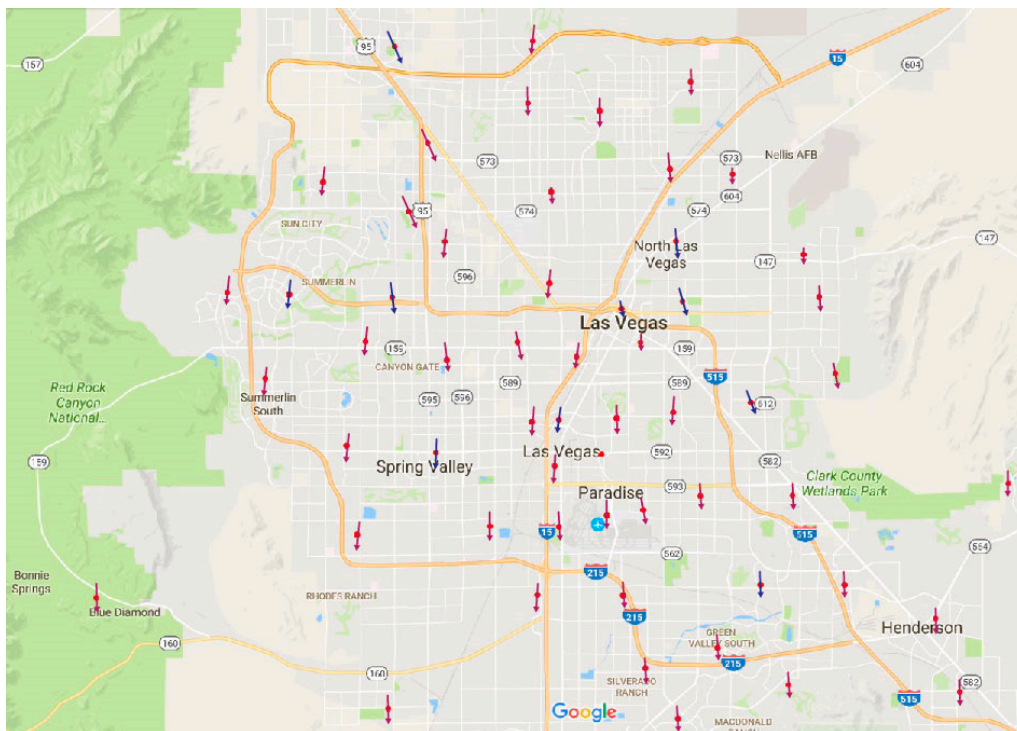 95
157
15
604
573
573
Nellis AFB
604
95
574
574
SUN CITY
147
North Las
Vegas
147
596
SUMMERLIN
Las Vegas
159
159
CANYON GATE
515
589
589
Red Rock
Canyon
National...
Summerlin
South
595
596
612
592
Las Vegas
159
Spring Valley
582
Clark County
Wetlands Park
593
Paradise
15
515
562
564
215
Bonnie
Springs
RHODES RANCH
Blue Diamond
215
Henderson
GREEN
VALLEY SOUTH
160
215
160
SILVERADO
RANCH
582
515
Google
MACDONALD